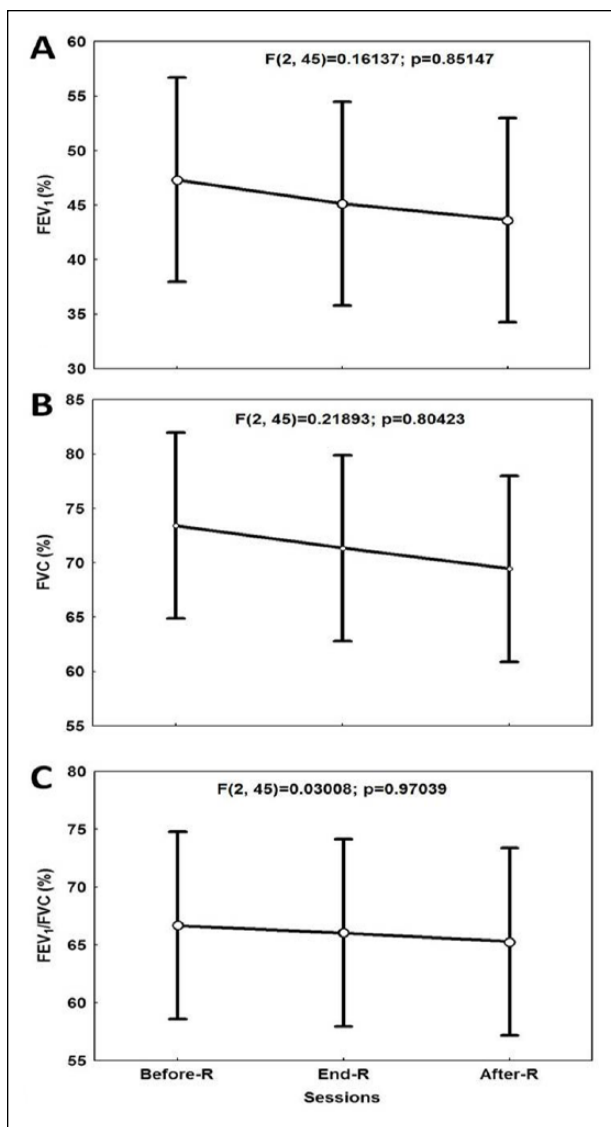 A
F(2, 45)=0.16137; p=0.85147
60
55
50
45
40
35
30
FEV₁ (%)
B
F(2, 45)=0.21893; p=0.80423
85
80
75
70
65
60
55
FVC (%)
C
F(2, 45)=0.03008; p=0.97039
80
75
70
65
60
55
FEV₁/FVC (%)
Before-R End-R After-R
Sessions